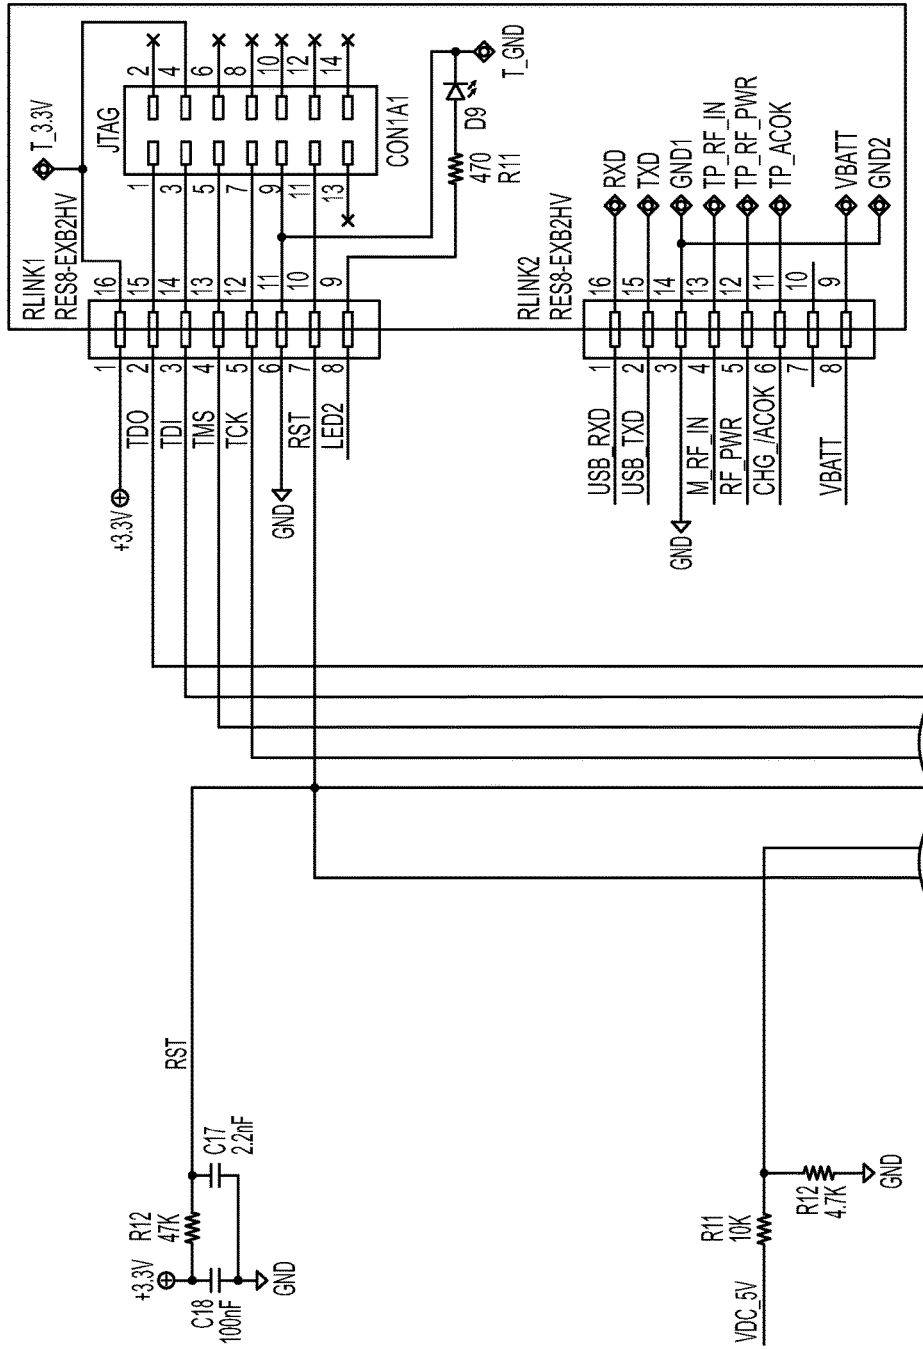 T_3.3V
RLINK1
RES8-EXB2HV
JTAG
CON1A1
2
4
6
8
10
12
14
1
3
5
7
9
11
13
16
15
14
13
12
11
10
9
1
2
3
4
5
6
7
8
T_GND
D9
470
R11
TDO
TDI
TMS
TCK
RST
LED2
+3.3V
GND
RLINK2
RES8-EXB2HV
RXD
TXD
GND1
TP_RF_IN
TP_RF_PWR
TP_ACOK
VBATT
GND2
16
15
14
13
12
11
10
9
1
2
3
4
5
6
7
8
USB_RXD
USB_TXD
M_RF_IN
RF_PWR
CHG_/ACOK
VBATT
GND
RST
C17
2.2nF
R12
47K
+3.3V
C18
100nF
GND
VDC_5V
R11
10K
R12
4.7K
GND